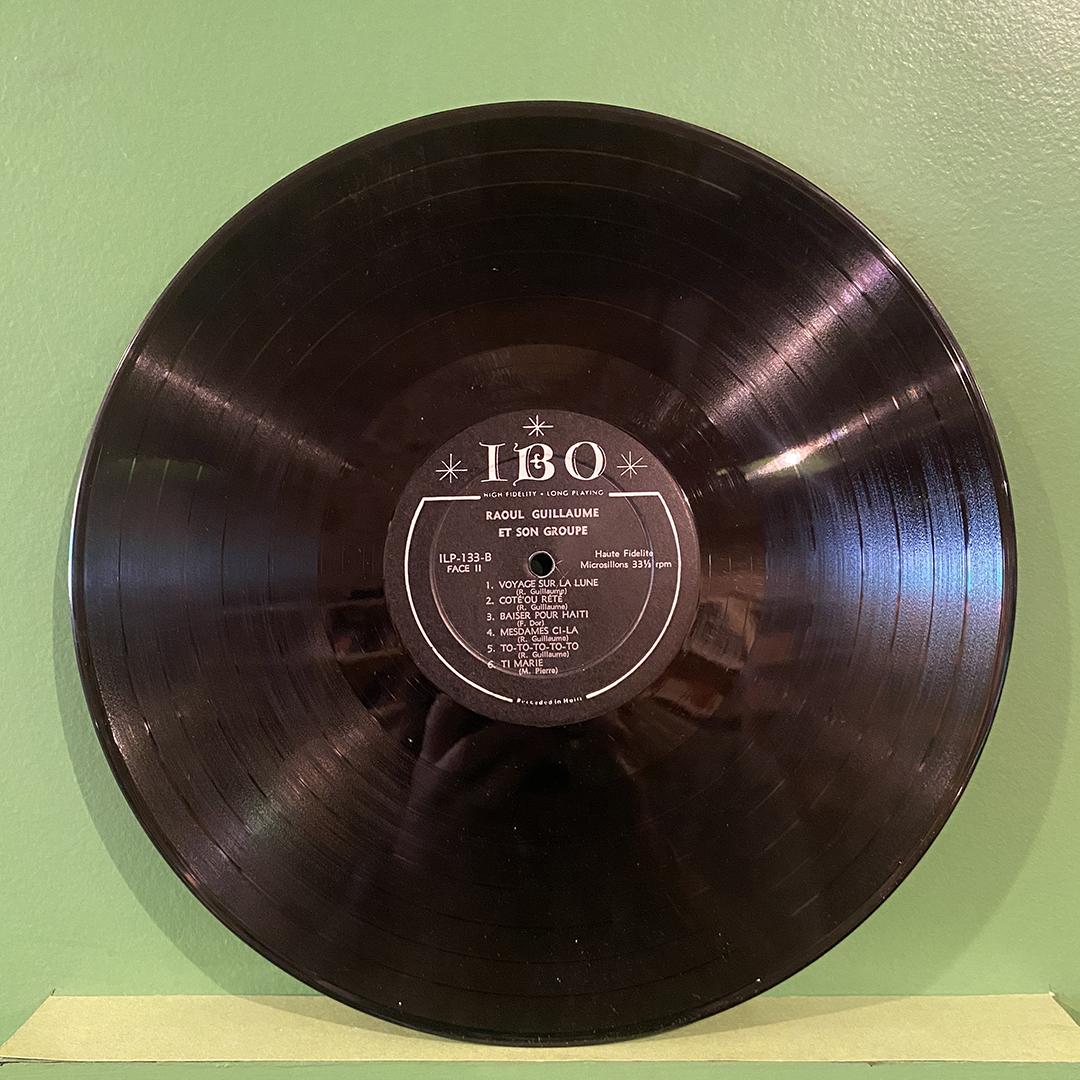 IBO
HIGH FIDELITY • LONG PLAYING
RAOUL GUILLAUME
ET SON GROUPE
ILP-133-B
FACE II
Haute Fidelite
Microsillons 33⅓ rpm
1. VOYAGE SUR LA LUNE
(R. Guillaume)
2. COTÉ OU RÉTÉ
(R. Guillaume)
3. BAISER POUR HAITI
(F. Dor)
4. MESDAMES CI-LA
(R. Guillaume)
5. TO-TO-TO-TO-TO
(R. Guillaume)
6. TI MARIE
(M. Pierre)
Recorded in Haiti